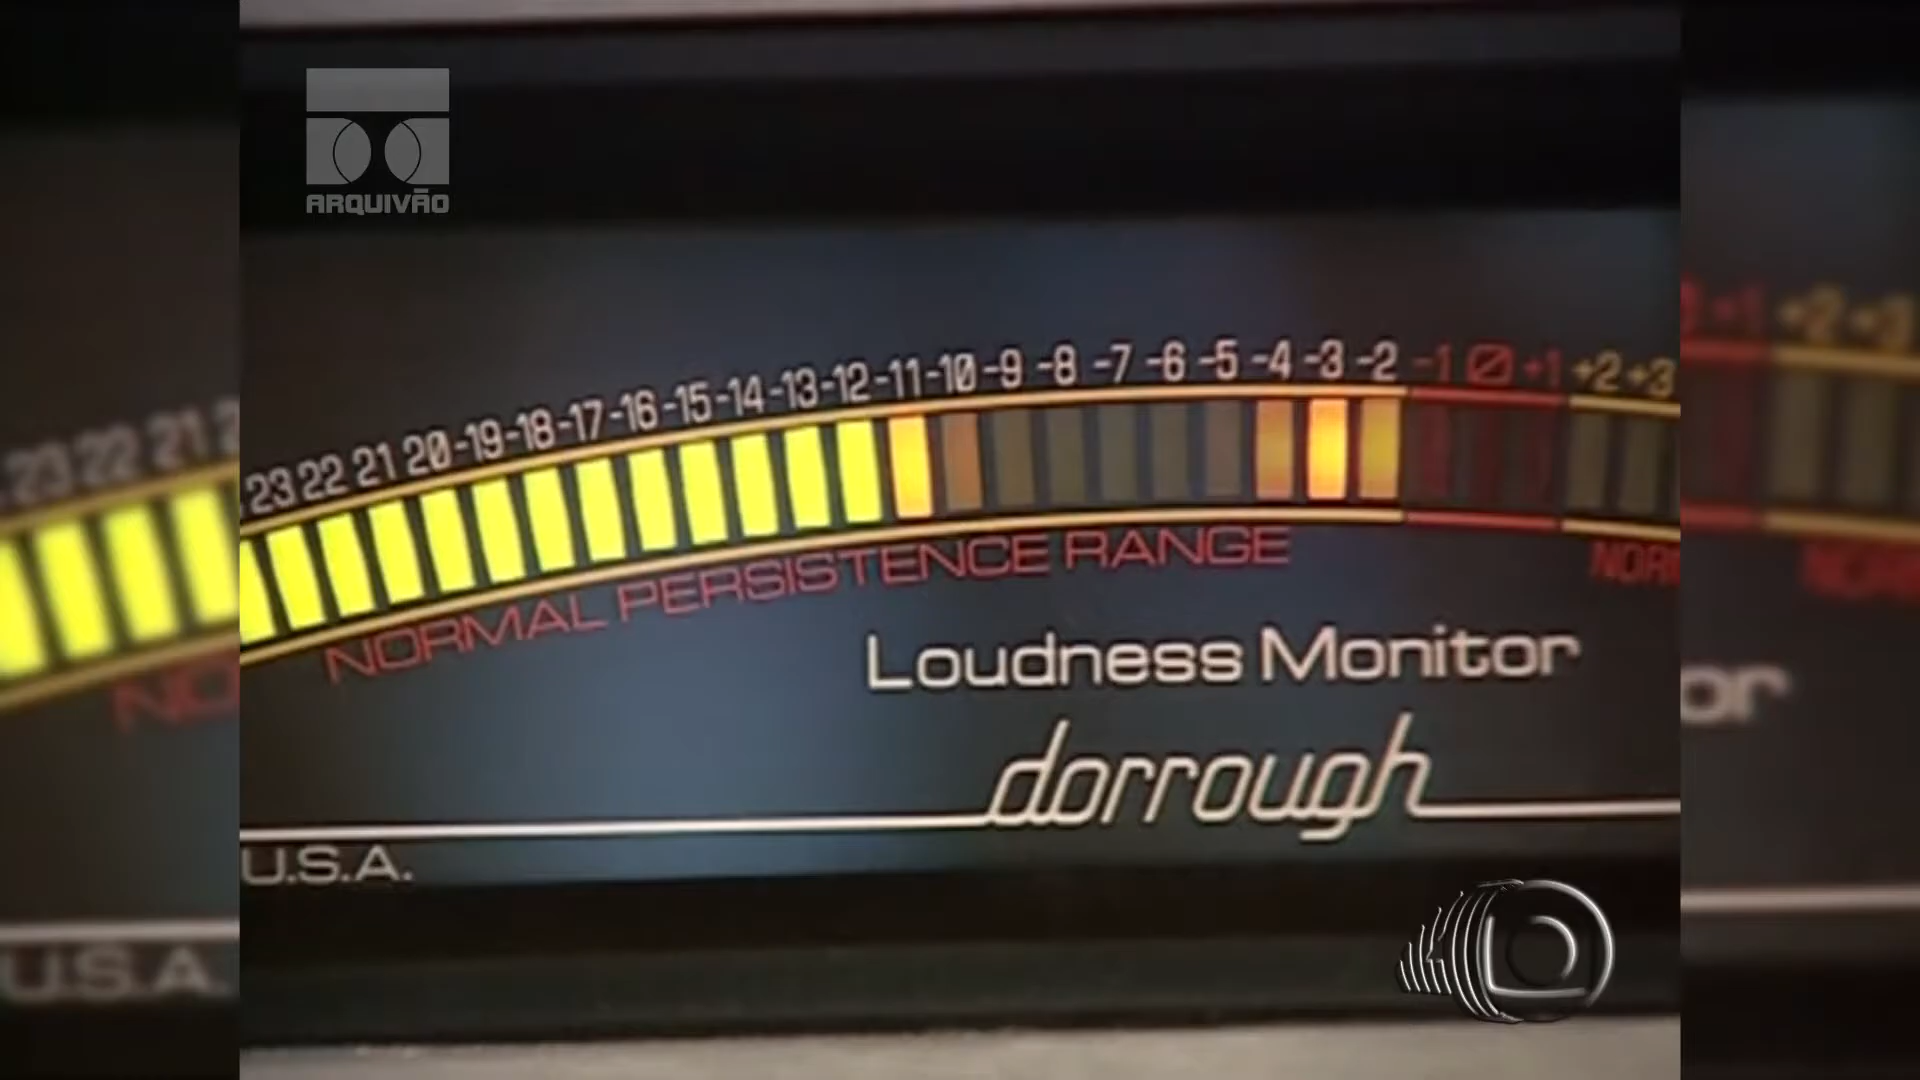 ARQUIVÃO
23 22 21 20 -19 -18 -17 -16 -15 -14 -13 -12 -11 -10 -9 -8 -7 -6 -5 -4 -3 -2 -1 0 +1 +2 +3
NORMAL PERSISTENCE RANGE
Loudness Monitor
dorrough
U.S.A.